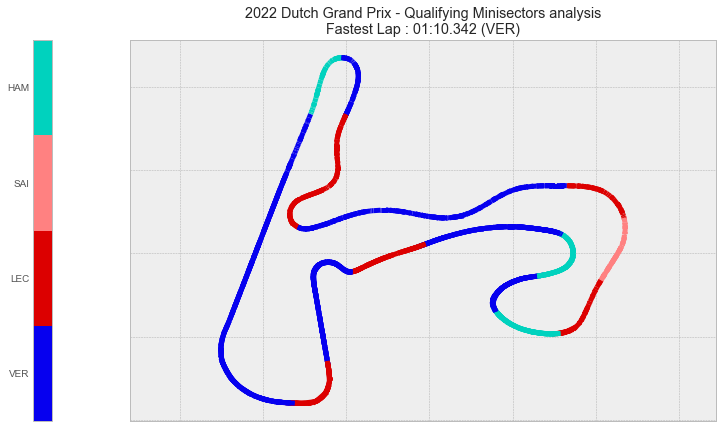 2022 Dutch Grand Prix - Qualifying Minisectors analysis
Fastest Lap : 01:10.342 (VER)
HAM
SAI
LEC
VER